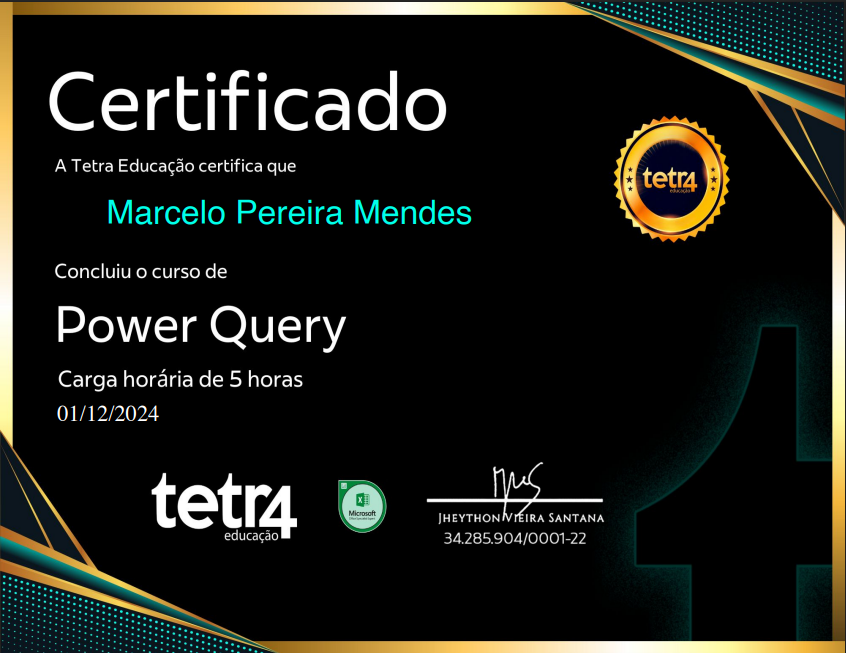 Certificado
A Tetra Educação certifica que
tetr4
educação
Marcelo Pereira Mendes
Concluiu o curso de
Power Query
Carga horária de 5 horas
01/12/2024
tetr4
educação
Microsoft
Jheython Vieira Santana
34.285.904/0001-22